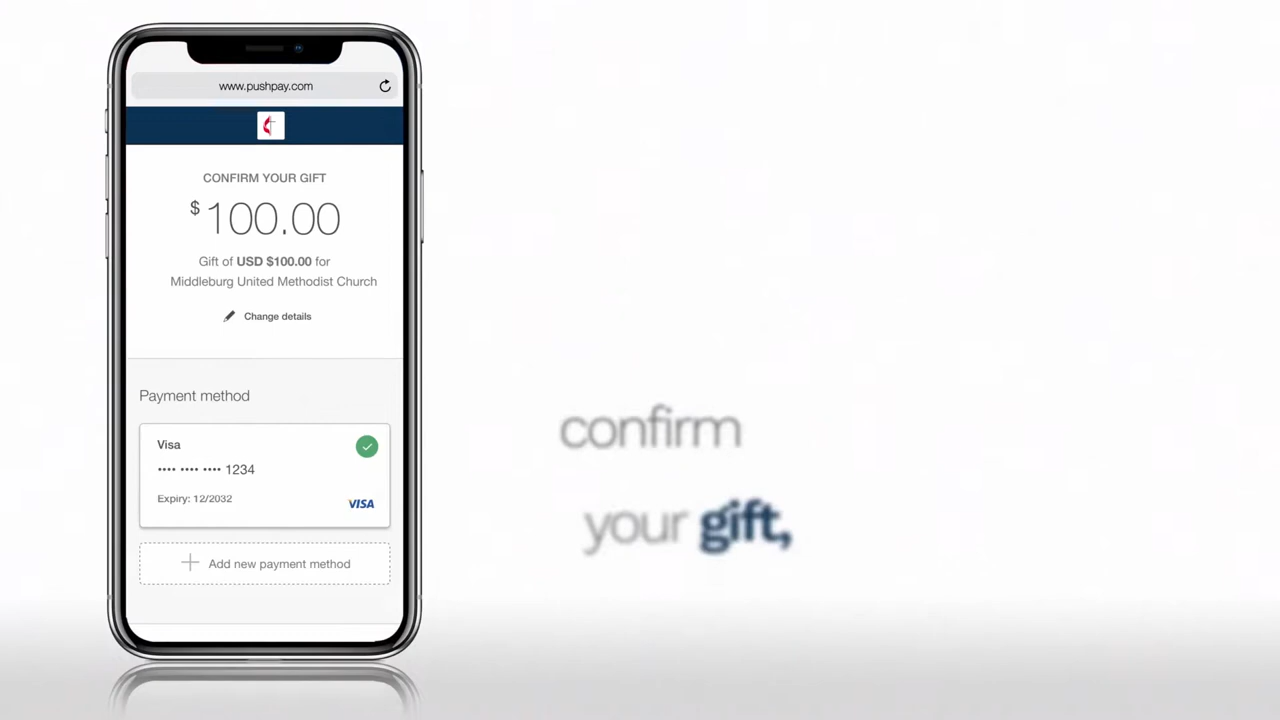 www.pushpay.com
CONFIRM YOUR GIFT
$100.00
Gift of USD $100.00 for
Middleburg United Methodist Church
Change details
Payment method
Visa
•••• •••• •••• 1234
Expiry: 12/2032
VISA
Add new payment method
confirm
your gift,